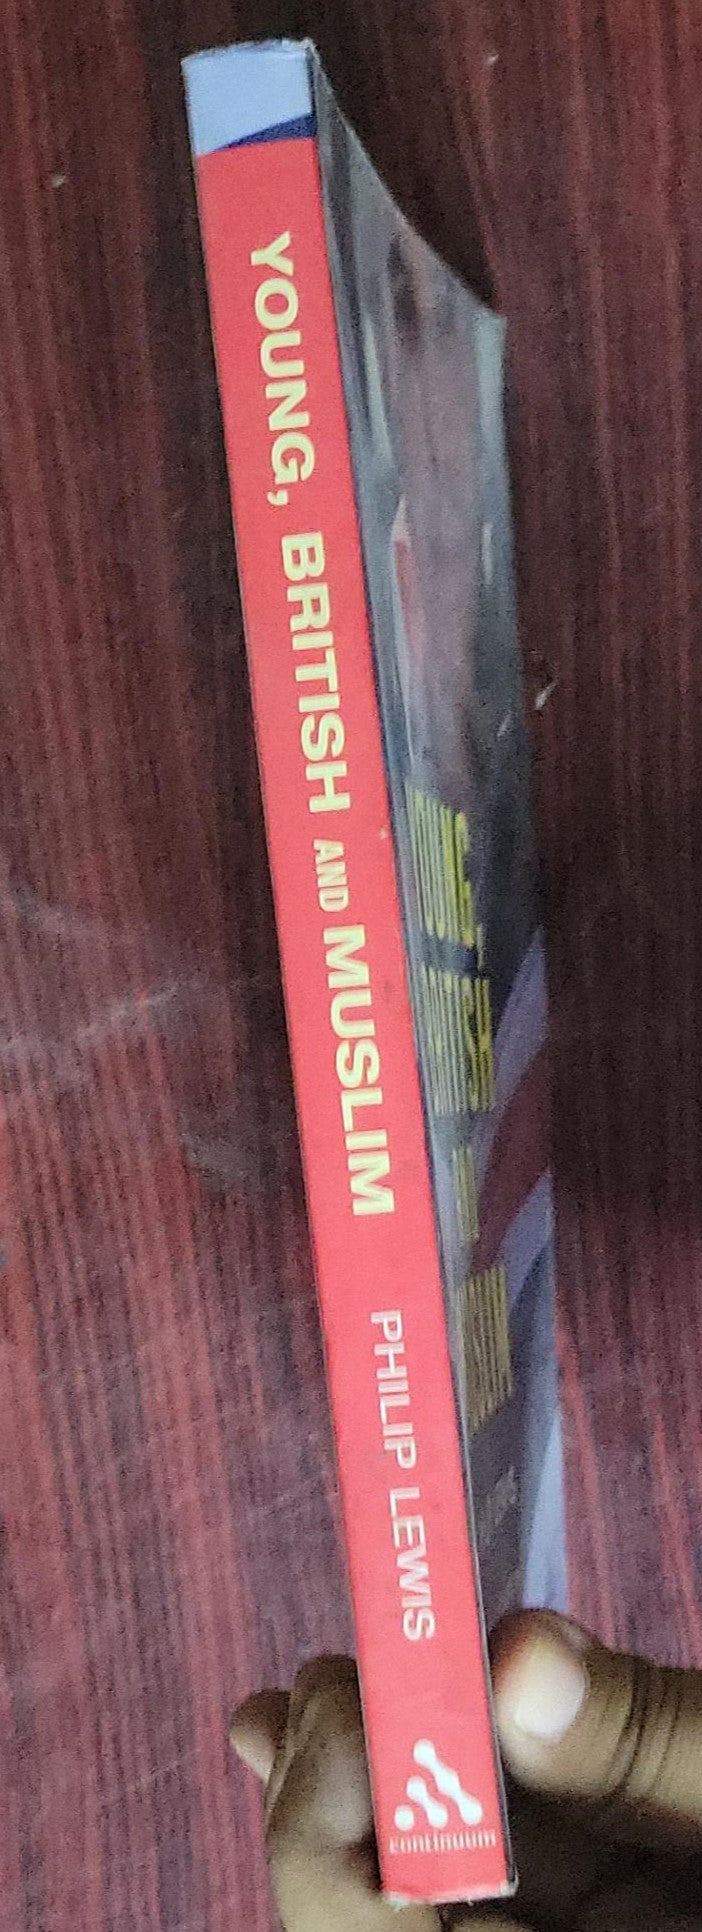 YOUNG, BRITISH AND MUSLIM
PHILIP LEWIS
continuum